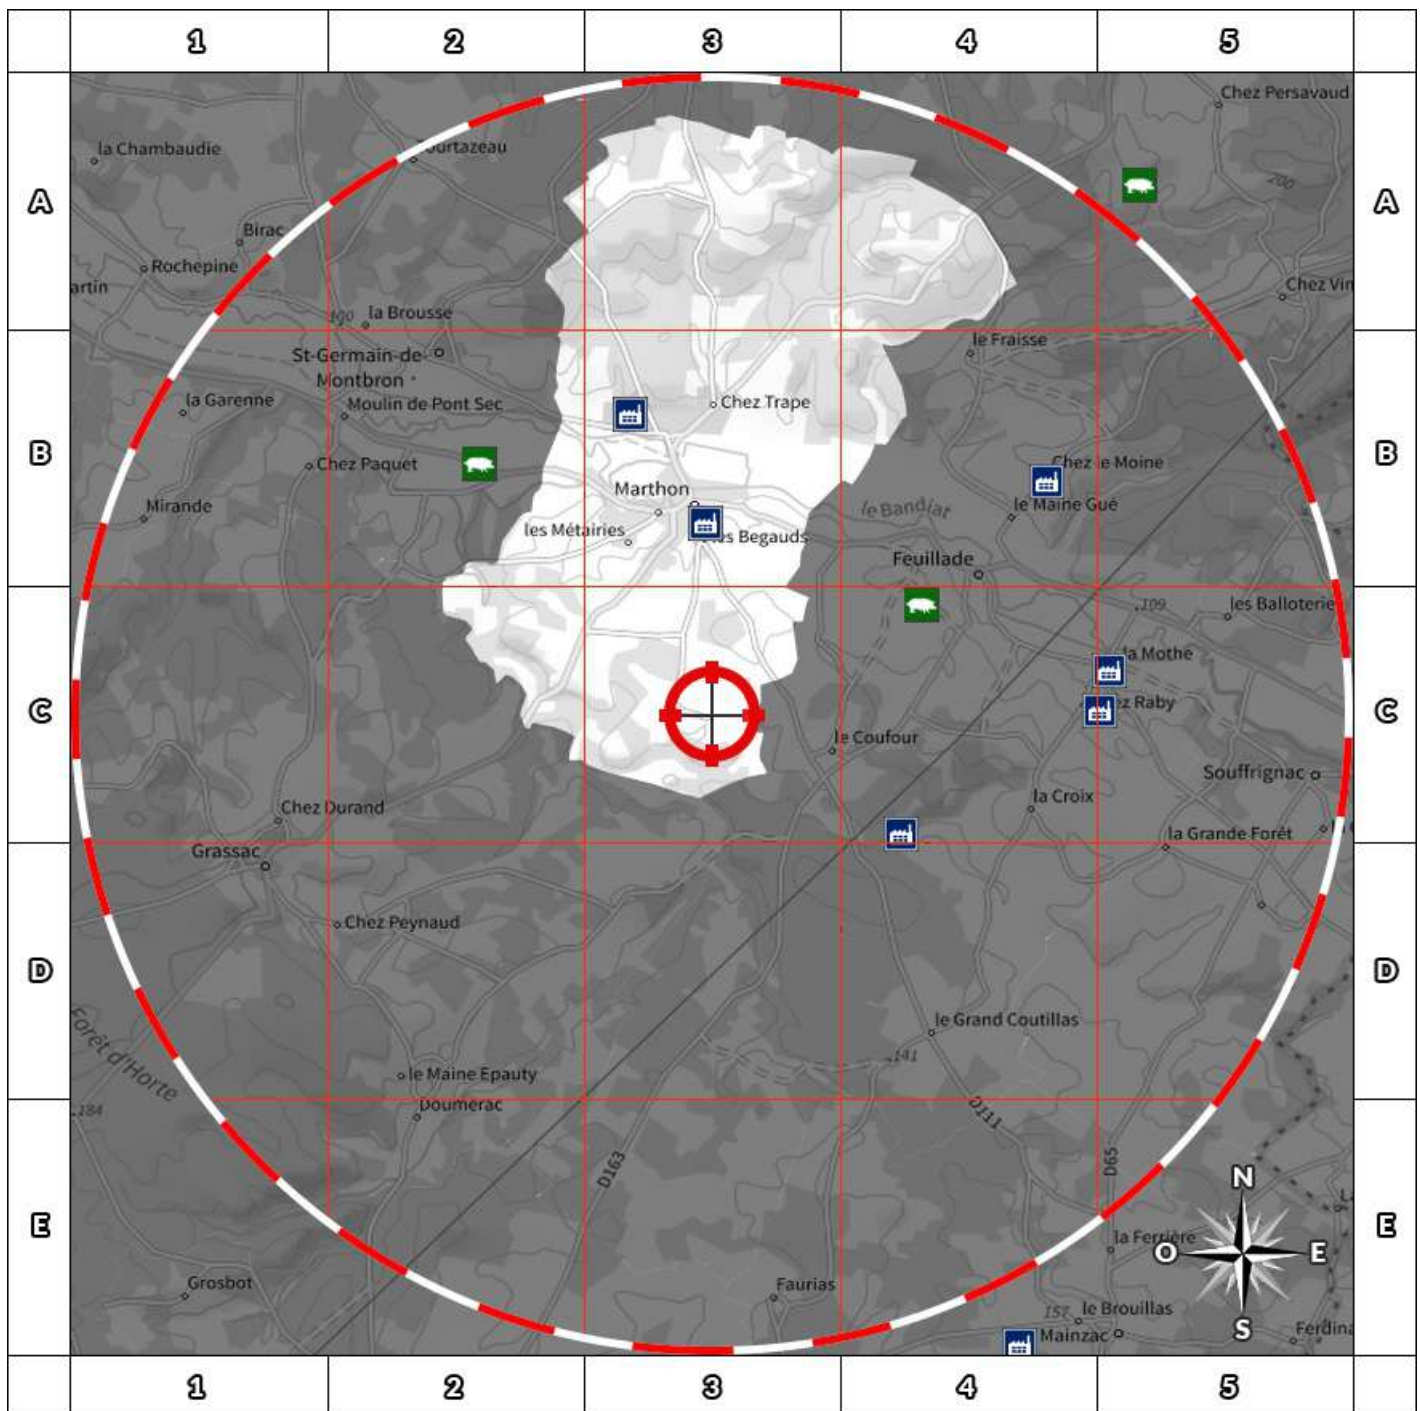 1 2 3 4 5
Chez Persavaud
la Chambaudie
200
A A
Birac
Rochepine
artin
Chez Vin
la Brousse
100
le Fraisse
St-Germain-de-
Montbron
la Garenne
Moulin de Pont Sec
Chez Trape
B B
Chez Paquet
Chez le Moine
Marthon
Mirande
le Maine Gué
le Bandiat
les Métairies
les Begauds
Feuillade
109
les Balloterie
la Mothe
ez Raby
C C
le Coufour
Souffrignac
la Croix
Chez Durand
la Grande Forêt
Grassac
Chez Peynaud
D D
le Grand Coutillas
Forêt d'Horte
141
le Maine Epauty
Doumerac
184
D111
D163
D65
N
E E
la Ferrière
O E
Grosbot
Faurias
157
le Brouillas
S
Mainzac
Ferdina
1 2 3 4 5